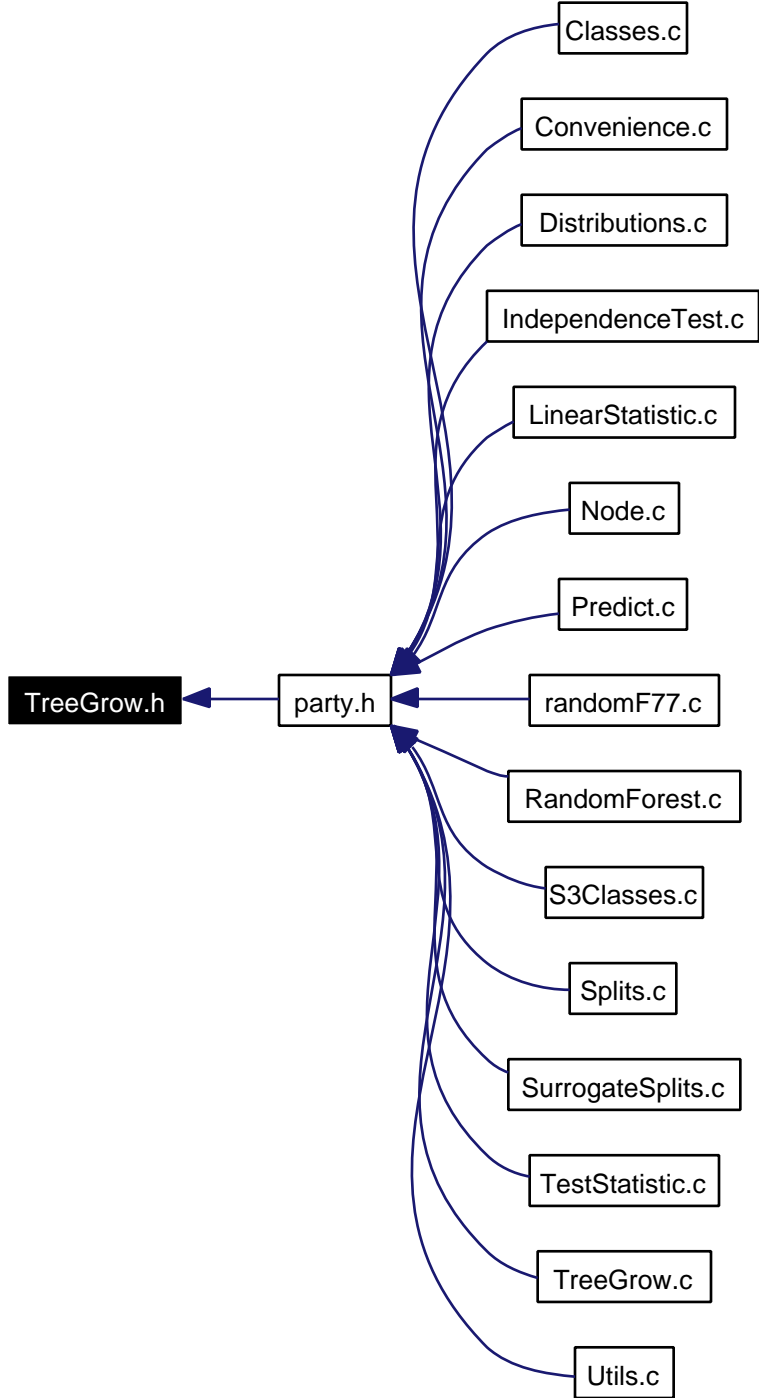 Classes.c
Convenience.c
Distributions.c
IndependenceTest.c
LinearStatistic.c
Node.c
Predict.c
TreeGrow.h
party.h
randomF77.c
RandomForest.c
S3Classes.c
Splits.c
SurrogateSplits.c
TestStatistic.c
TreeGrow.c
Utils.c